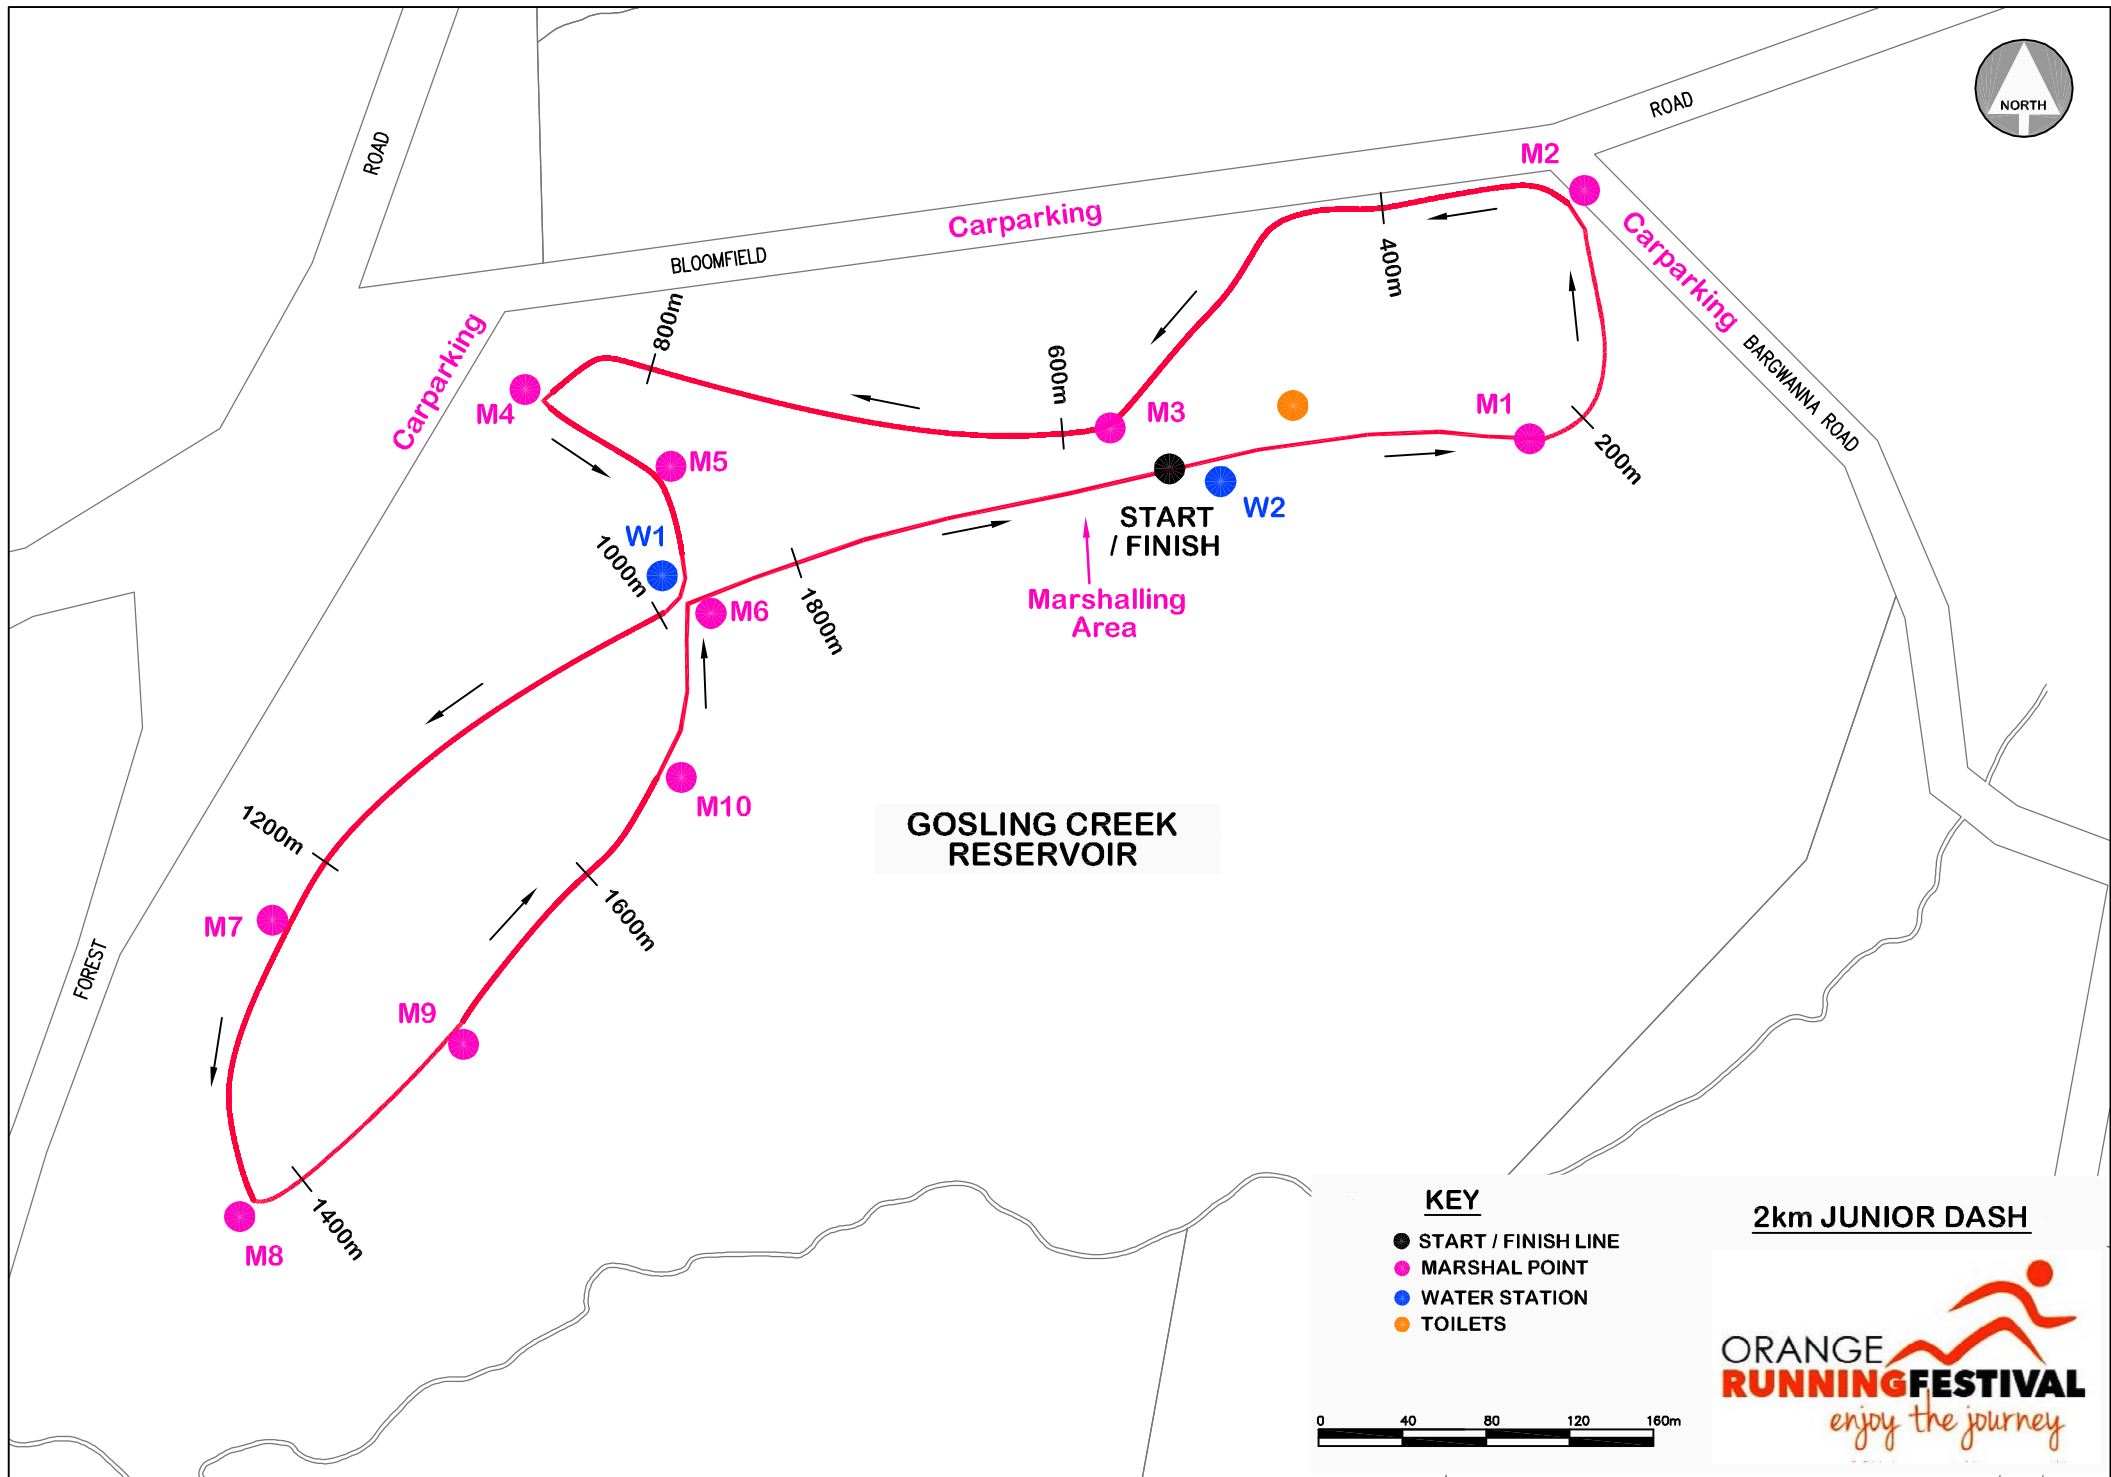 ROAD
ROAD
NORTH
M2
Carparking
Carparking
BLOOMFIELD
400m
800m
Carparking
600m
BARGWANNA ROAD
M4
M3
M1
M5
200m
W2
START
/ FINISH
W1
1000m
M6
1800m
Marshalling
Area
M10
1200m
GOSLING CREEK
RESERVOIR
M7
1600m
FOREST
M9
1400m
M8
KEY
START / FINISH LINE
MARSHAL POINT
WATER STATION
TOILETS
0 40 80 120 160m
2km JUNIOR DASH
ORANGE
RUNNINGFESTIVAL
enjoy the journey